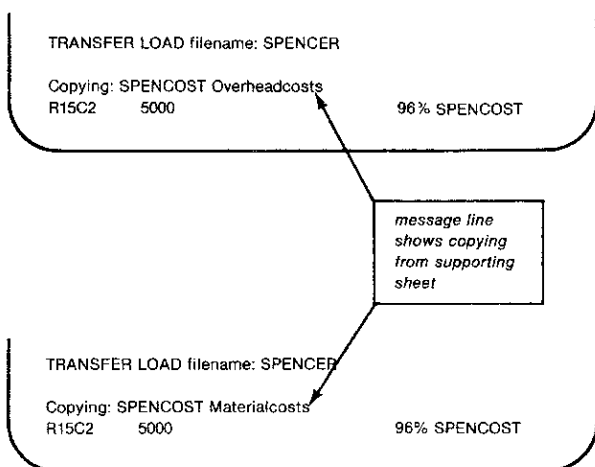 TRANSFER LOAD filename: SPENCER
Copying: SPENCOST Overheadcosts
R15C2 5000 96% SPENCOST
message line
shows copying
from supporting
sheet
TRANSFER LOAD filename: SPENCER
Copying: SPENCOST Materialcosts
R15C2 5000 96% SPENCOST